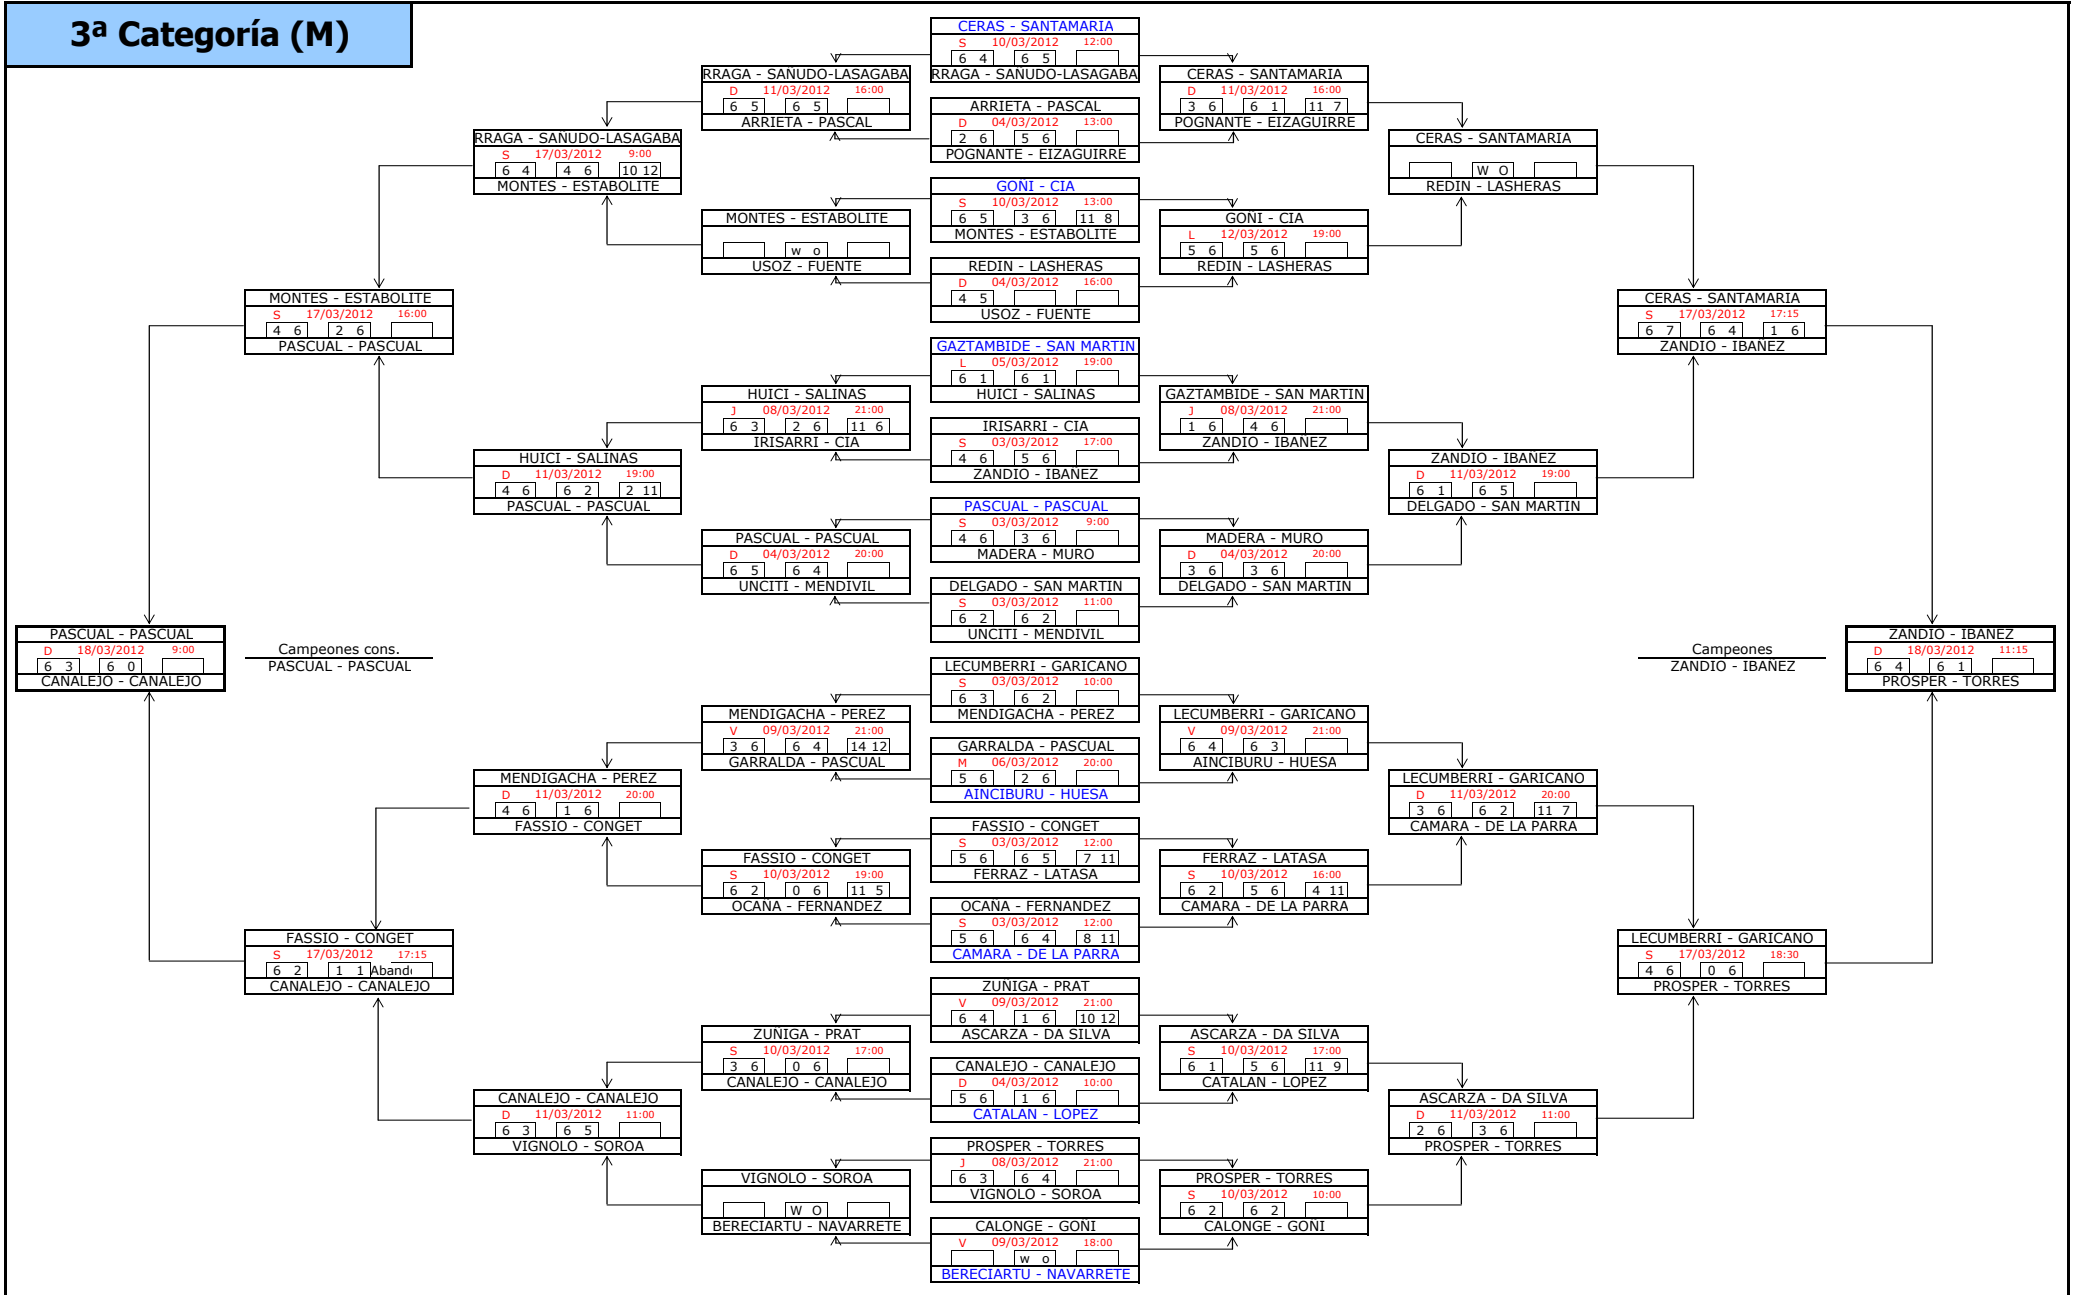 3ª Categoría (M)
PASCUAL - PASCUAL
D 18/03/2012 9:00
6 3 6 0
CANALEJO - CANALEJO
Campeones cons.
PASCUAL - PASCUAL
MONTES - ESTABOLITE
S 17/03/2012 16:00
4 6 2 6
PASCUAL - PASCUAL
FASSIO - CONGET
S 17/03/2012 17:15
6 2 1 1 Aband
CANALEJO - CANALEJO
RRAGA - SAÑUDO-LASAGABA
S 17/03/2012 9:00
6 4 4 6 10 12
MONTES - ESTABOLITE
HUICI - SALINAS
D 11/03/2012 19:00
4 6 6 2 2 11
PASCUAL - PASCUAL
MENDIGACHA - PEREZ
D 11/03/2012 20:00
4 6 1 6
FASSIO - CONGET
CANALEJO - CANALEJO
D 11/03/2012 11:00
6 3 6 5
VIGNOLO - SOROA
RRAGA - SAÑUDO-LASAGABA
D 11/03/2012 16:00
6 5 6 5
ARRIETA - PASCAL
MONTES - ESTABOLITE
w o
USOZ - FUENTE
HUICI - SALINAS
J 08/03/2012 21:00
6 3 2 6 11 6
IRISARRI - CIA
PASCUAL - PASCUAL
D 04/03/2012 20:00
6 5 6 4
UNCITI - MENDIVIL
MENDIGACHA - PEREZ
V 09/03/2012 21:00
3 6 6 4 14 12
GARRALDA - PASCUAL
FASSIO - CONGET
S 10/03/2012 19:00
6 2 0 6 11 5
OCAÑA - FERNANDEZ
ZUÑIGA - PRAT
S 10/03/2012 17:00
3 6 0 6
CANALEJO - CANALEJO
VIGNOLO - SOROA
W O
BERECIARTU - NAVARRETE
CERAS - SANTAMARIA
S 10/03/2012 12:00
6 4 6 5
RRAGA - SAÑUDO-LASAGABA
ARRIETA - PASCAL
D 04/03/2012 13:00
2 6 5 6
POGNANTE - EIZAGUIRRE
GOÑI - CIA
S 10/03/2012 13:00
6 5 3 6 11 8
MONTES - ESTABOLITE
REDIN - LASHERAS
D 04/03/2012 16:00
4 5
USOZ - FUENTE
GAZTAMBIDE - SAN MARTIN
L 05/03/2012 19:00
6 1 6 1
HUICI - SALINAS
IRISARRI - CIA
S 03/03/2012 17:00
4 6 5 6
ZANDIO - IBAÑEZ
PASCUAL - PASCUAL
S 03/03/2012 9:00
4 6 3 6
MADERA - MURO
DELGADO - SAN MARTIN
S 03/03/2012 11:00
6 2 6 2
UNCITI - MENDIVIL
LECUMBERRI - GARICANO
S 03/03/2012 10:00
6 3 6 2
MENDIGACHA - PEREZ
GARRALDA - PASCUAL
M 06/03/2012 20:00
5 6 2 6
AINCIBURU - HUESA
FASSIO - CONGET
S 03/03/2012 12:00
5 6 6 5 7 11
FERRAZ - LATASA
OCAÑA - FERNANDEZ
S 03/03/2012 12:00
5 6 6 4 8 11
CAMARA - DE LA PARRA
ZUÑIGA - PRAT
V 09/03/2012 21:00
6 4 1 6 10 12
ASCARZA - DA SILVA
CANALEJO - CANALEJO
D 04/03/2012 10:00
5 6 1 6
CATALAN - LOPEZ
PROSPER - TORRES
J 08/03/2012 21:00
6 3 6 4
VIGNOLO - SOROA
CALONGE - GOÑI
V 09/03/2012 18:00
w o
BERECIARTU - NAVARRETE
CERAS - SANTAMARIA
D 11/03/2012 16:00
3 6 6 1 11 7
POGNANTE - EIZAGUIRRE
GOÑI - CIA
L 12/03/2012 19:00
5 6 5 6
REDIN - LASHERAS
GAZTAMBIDE - SAN MARTIN
J 08/03/2012 21:00
1 6 4 6
ZANDIO - IBAÑEZ
MADERA - MURO
D 04/03/2012 20:00
3 6 3 6
DELGADO - SAN MARTIN
LECUMBERRI - GARICANO
V 09/03/2012 21:00
6 4 6 3
AINCIBURU - HUESA
FERRAZ - LATASA
S 10/03/2012 16:00
6 2 5 6 4 11
CAMARA - DE LA PARRA
ASCARZA - DA SILVA
S 10/03/2012 17:00
6 1 5 6 11 9
CATALAN - LOPEZ
PROSPER - TORRES
S 10/03/2012 10:00
6 2 6 2
CALONGE - GOÑI
CERAS - SANTAMARIA
W O
REDIN - LASHERAS
ZANDIO - IBAÑEZ
D 11/03/2012 19:00
6 1 6 5
DELGADO - SAN MARTIN
LECUMBERRI - GARICANO
D 11/03/2012 20:00
3 6 6 2 11 7
CAMARA - DE LA PARRA
ASCARZA - DA SILVA
D 11/03/2012 11:00
2 6 3 6
PROSPER - TORRES
CERAS - SANTAMARIA
S 17/03/2012 17:15
6 7 6 4 1 6
ZANDIO - IBAÑEZ
LECUMBERRI - GARICANO
S 17/03/2012 18:30
4 6 0 6
PROSPER - TORRES
Campeones
ZANDIO - IBAÑEZ
ZANDIO - IBAÑEZ
D 18/03/2012 11:15
6 4 6 1
PROSPER - TORRES